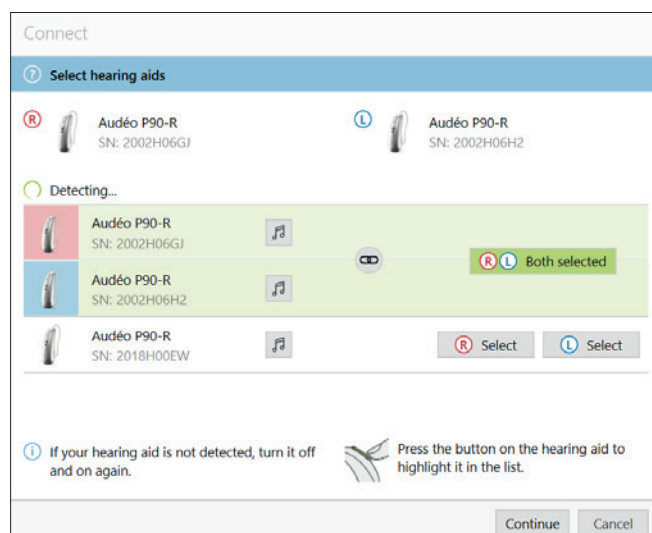 Connect
? Select hearing aids
R Audéo P90-R L Audéo P90-R
SN: 2002H06GJ SN: 2002H06H2
Detecting...
Audéo P90-R
SN: 2002H06GJ
R L Both selected
Audéo P90-R
SN: 2002H06H2
Audéo P90-R
SN: 2018H00EW
R Select L Select
i If your hearing aid is not detected, turn it off
and on again.
Press the button on the hearing aid to
highlight it in the list.
Continue Cancel